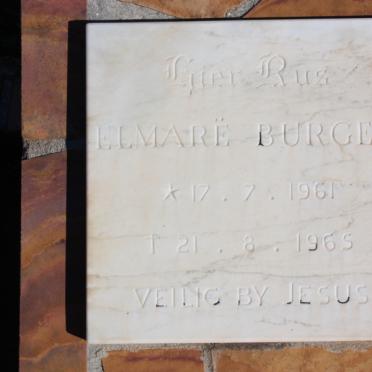 Hier Rus
ELMARË BURGE
* 17 . 7 . 1961
† 21 . 8 . 1965
VEILIG BY JESUS